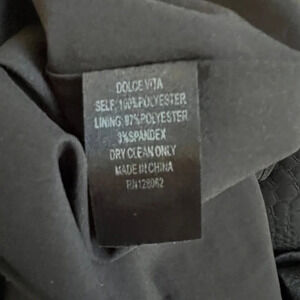 DOLCE VITA
SELF: 100%POLYESTER
LINING: 97%POLYESTER
3%SPANDEX
DRY CLEAN ONLY
MADE IN CHINA
RN128062